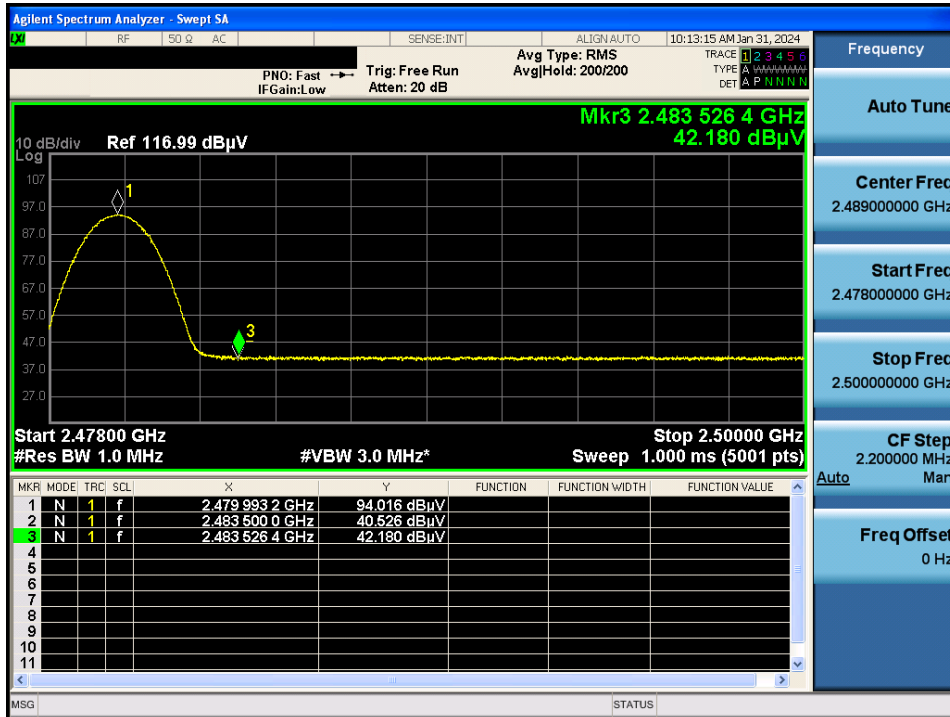 Agilent Spectrum Analyzer - Swept SA
LXI RF 50 Ω AC SENSE:INT ALIGN AUTO 10:13:15 AM Jan 31, 2024
PNO: Fast
IFGain:Low
Trig: Free Run
Atten: 20 dB
Avg Type: RMS
Avg|Hold: 200/200
TRACE 1 2 3 4 5 6
TYPE A WWWWW
DET A P N N N N
Mkr3 2.483 526 4 GHz
42.180 dBµV
10 dB/div Ref 116.99 dBµV
Log
107
97.0
87.0
77.0
67.0
57.0
47.0
37.0
27.0
1
3
Start 2.47800 GHz Stop 2.50000 GHz
#Res BW 1.0 MHz #VBW 3.0 MHz* Sweep 1.000 ms (5001 pts)
MKR MODE TRC SCL X Y FUNCTION FUNCTION WIDTH FUNCTION VALUE
1 N 1 f 2.479 993 2 GHz 94.016 dBµV
2 N 1 f 2.483 500 0 GHz 40.526 dBµV
3 N 1 f 2.483 526 4 GHz 42.180 dBµV
4
5
6
7
8
9
10
11
MSG STATUS
Frequency
Auto Tune
Center Freq
2.489000000 GHz
Start Freq
2.478000000 GHz
Stop Freq
2.500000000 GHz
CF Step
2.200000 MHz
Auto Man
Freq Offset
0 Hz